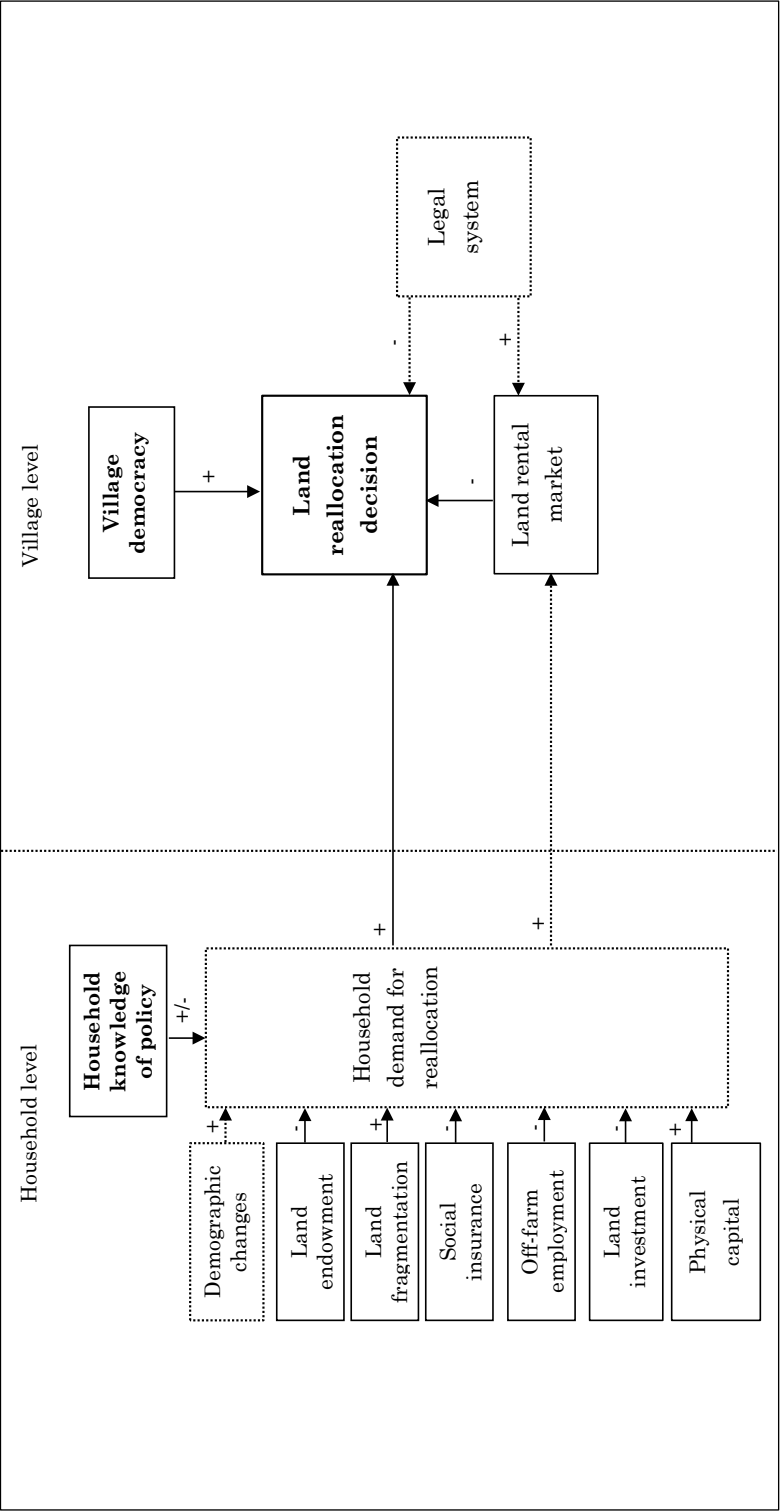 Household level
Village level
Household
knowledge
of policy
+/-
Demographic
changes
+
Land
endowment
-
Land
fragmentation
+
Social
insurance
-
Off-farm
employment
-
Land
investment
-
Physical
capital
+
Household
demand for
reallocation
+
+
Village
democracy
+
Land
reallocation
decision
-
Land rental
market
-
+
Legal
system